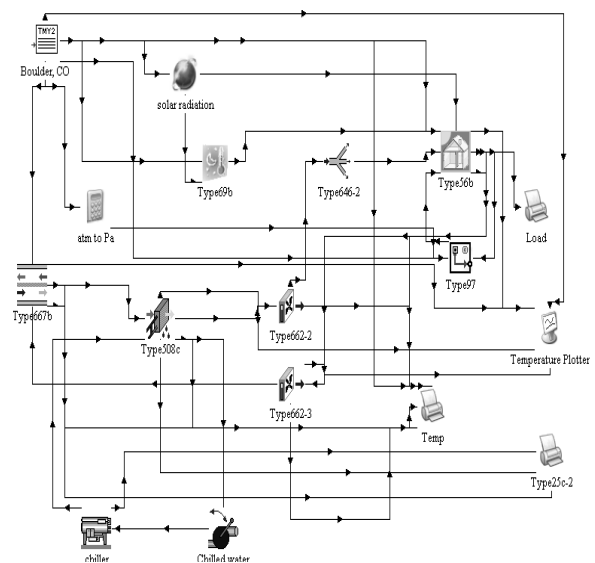 TMY2
Boulder, CO
solar radiation
Type69b
Type646-2
Type56b
Load
atm to Pa
Type97
Type667b
Type508c
Type662-2
Temperature Plotter
Type662-3
Temp
Type25c-2
chiller
Chilled water